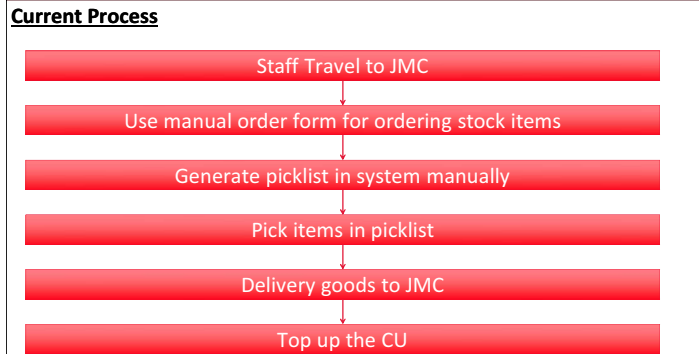 Current Process
Staff Travel to JMC
Use manual order form for ordering stock items
Generate picklist in system manually
Pick items in picklist
Delivery goods to JMC
Top up the CU